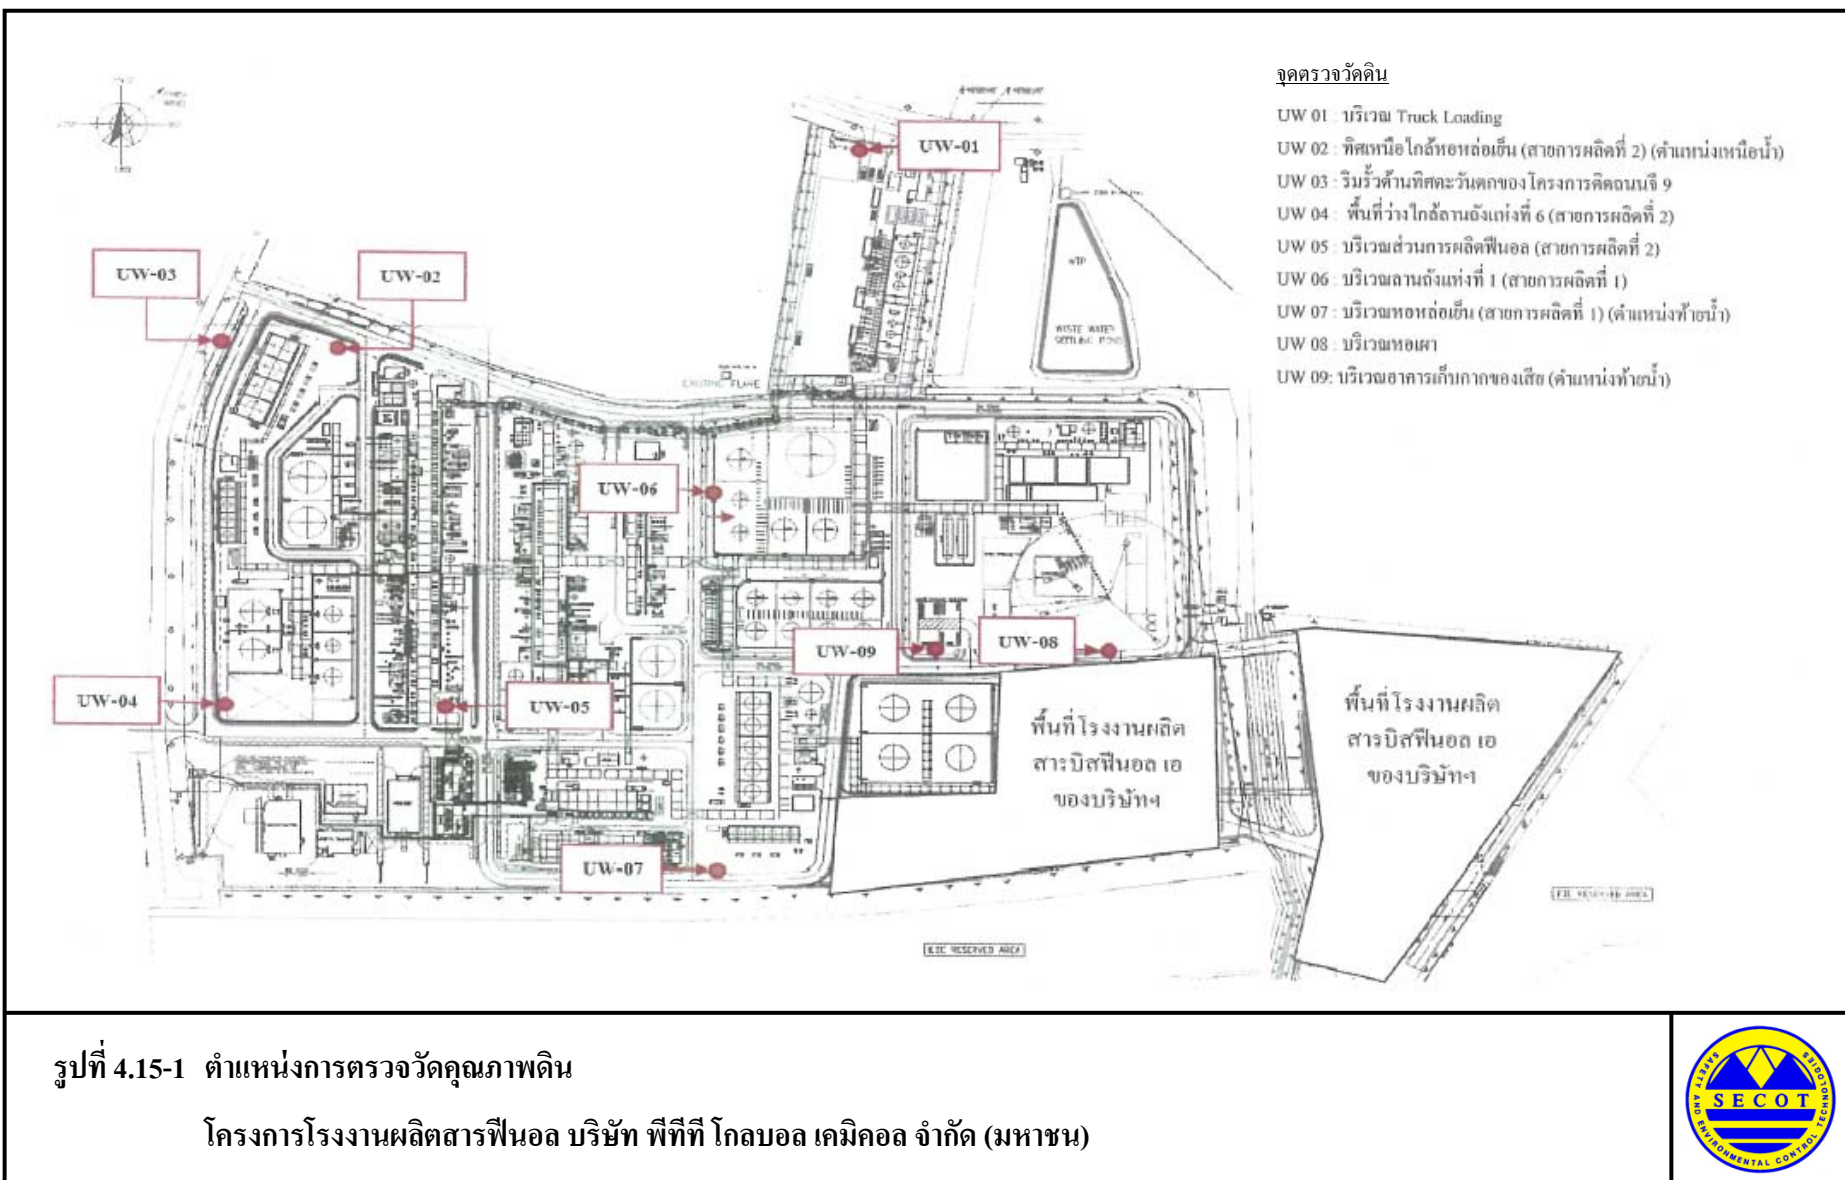 จุดตรวจวัดดิน
UW 01 : บริเวณ Truck Loading
UW 02 : ทิศเหนือใกล้หอหล่อเย็น (สายการผลิตที่ 2) (ตำแหน่งเหนือน้ำ)
UW 03 : ริมรั้วด้านทิศตะวันตกของโครงการติดถนนจี 9
UW 04 : พื้นที่ว่างใกล้ลานถังแห่งที่ 6 (สายการผลิตที่ 2)
UW 05 : บริเวณส่วนการผลิตฟีนอล (สายการผลิตที่ 2)
UW 06 : บริเวณลานถังแห่งที่ 1 (สายการผลิตที่ 1)
UW 07 : บริเวณหอหล่อเย็น (สายการผลิตที่ 1) (ตำแหน่งท้ายน้ำ)
UW 08 : บริเวณหอเผา
UW 09: บริเวณอาคารเก็บกากของเสีย (ตำแหน่งท้ายน้ำ)
UW-01
UW-03
UW-02
WASTE WATER
SETTLING POND
EXISTING FLARE
UW-06
UW-09
UW-08
UW-04
UW-05
พื้นที่โรงงานผลิต
สารบิสฟีนอล เอ
ของบริษัทฯ
พื้นที่โรงงานผลิต
สารบิสฟีนอล เอ
ของบริษัทฯ
UW-07
RESERVED AREA
RESERVED AREA
รูปที่ 4.15-1 ตำแหน่งการตรวจวัดคุณภาพดิน
โครงการโรงงานผลิตสารฟีนอล บริษัท พีทีที โกลบอล เคมิคอล จำกัด (มหาชน)
SECOT
SAFETY AND ENVIRONMENTAL CONTROL TECHNOLOGIES